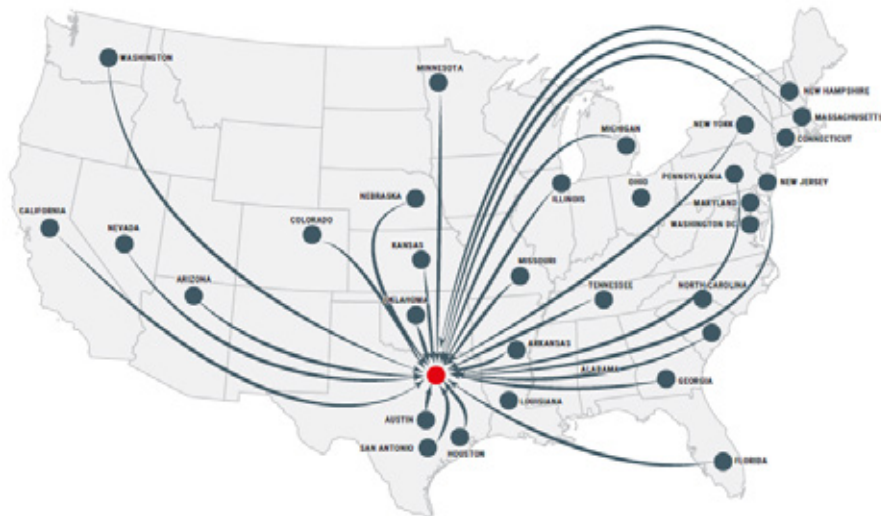 WASHINGTON
MINNESOTA
NEW HAMPSHIRE
MASSACHUSETTS
NEW YORK
MICHIGAN
CONNECTICUT
PENNSYLVANIA
NEW JERSEY
NEBRASKA
ILLINOIS
OHIO
MARYLAND
CALIFORNIA
COLORADO
WASHINGTON DC
NEVADA
KANSAS
MISSOURI
ARIZONA
TENNESSEE
NORTH CAROLINA
OKLAHOMA
ARKANSAS
ALABAMA
GEORGIA
LOUISIANA
AUSTIN
SAN ANTONIO
HOUSTON
FLORIDA